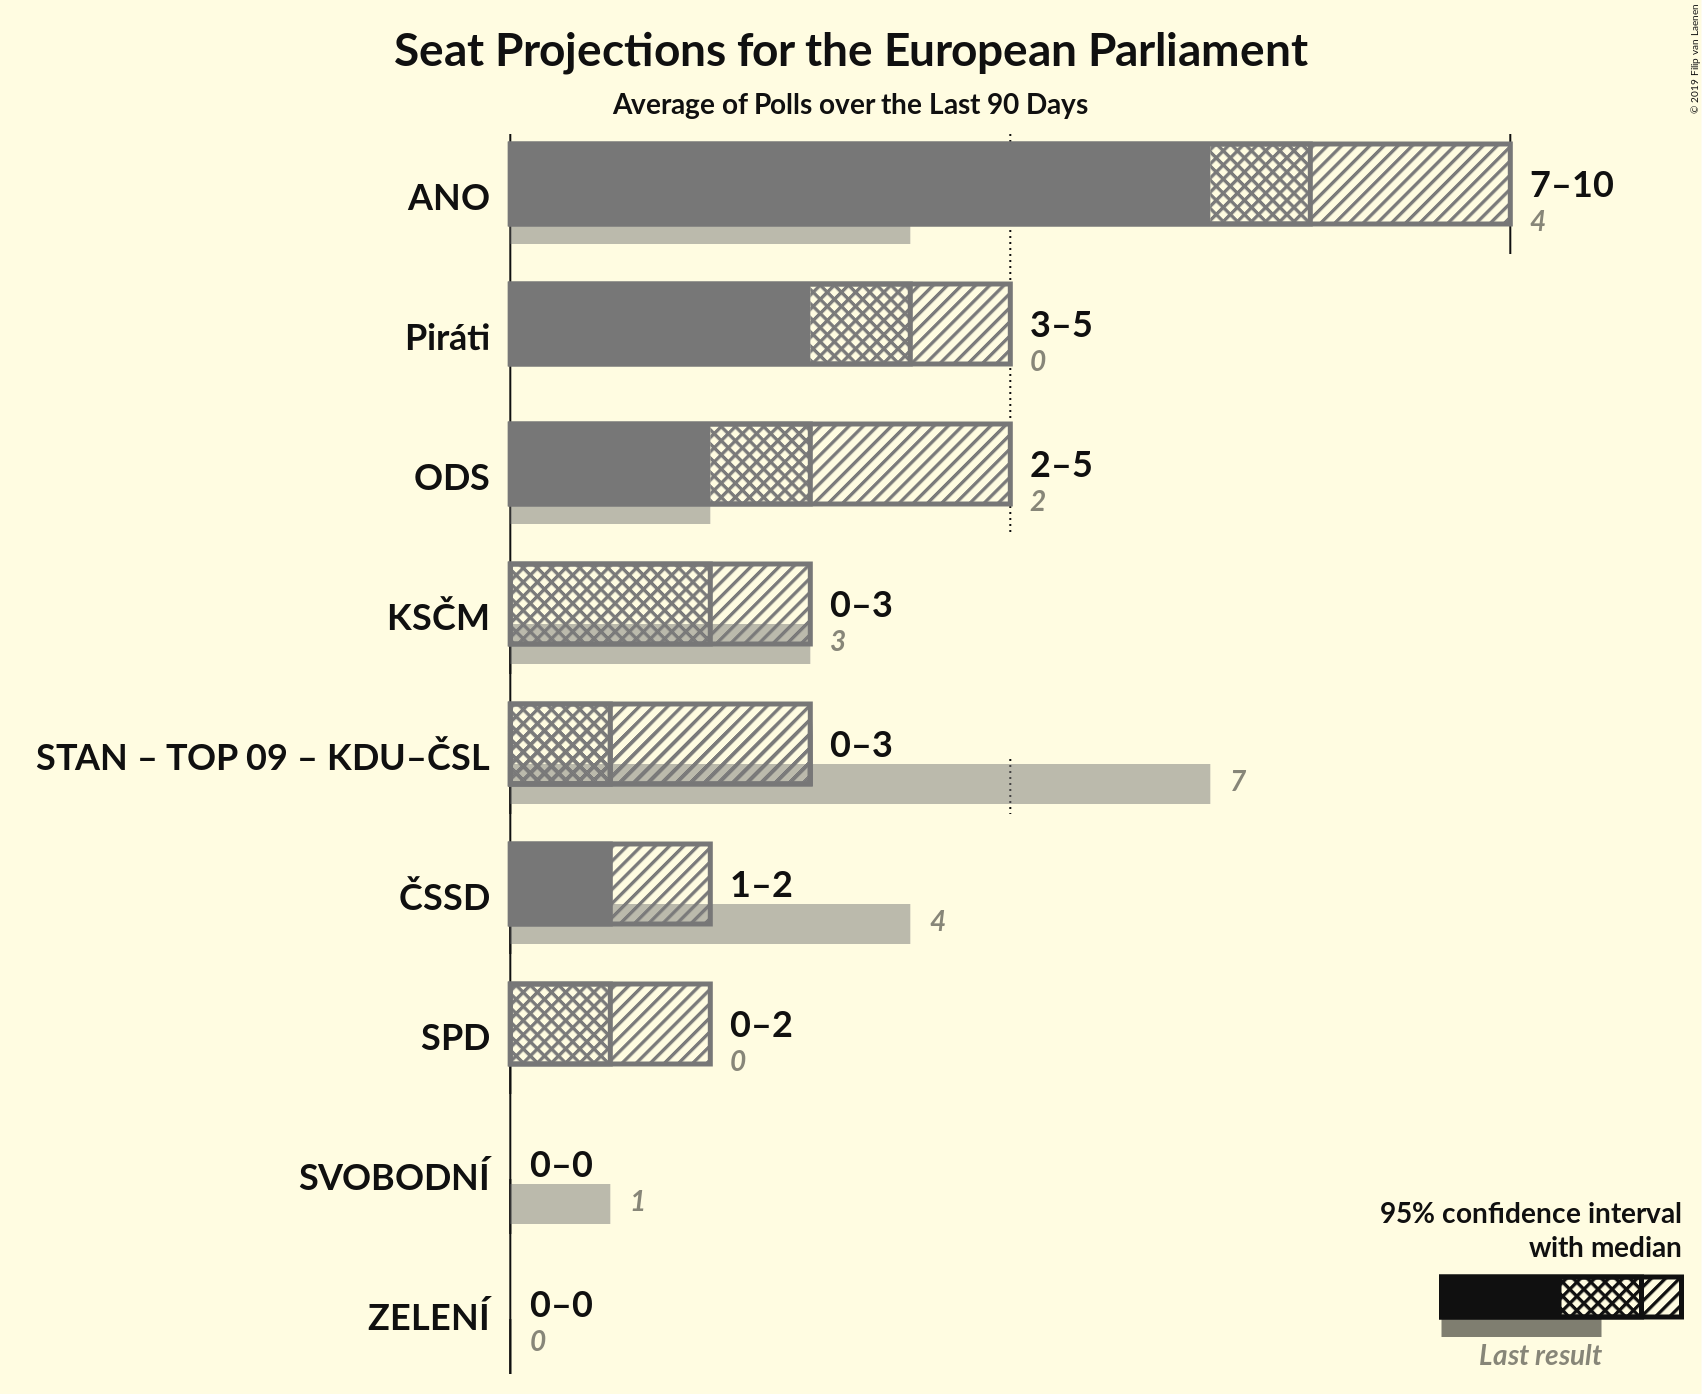 Seat Projections for the European Parliament
Average of Polls over the Last 90 Days
© 2019 Filip van Laenen
ANO
7–10
4
Piráti
3–5
0
ODS
2–5
2
KSČM
0–3
3
STAN – TOP 09 – KDU–ČSL
0–3
7
ČSSD
1–2
4
SPD
0–2
0
SVOBODNÍ
0–0
1
ZELENÍ
0–0
0
95% confidence interval
with median
Last result